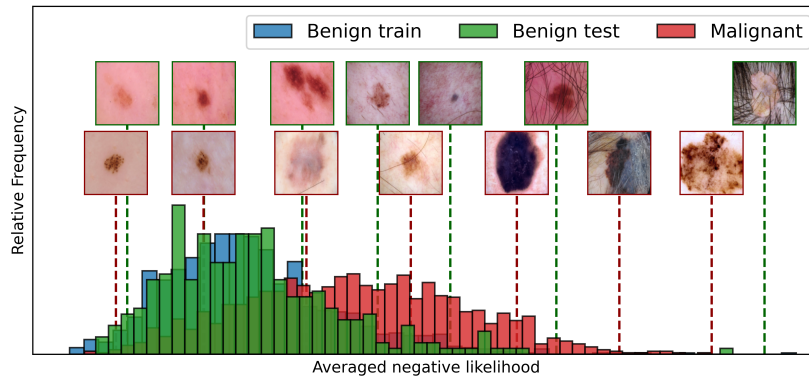 Benign train Benign test Malignant
Relative Frequency
Averaged negative likelihood